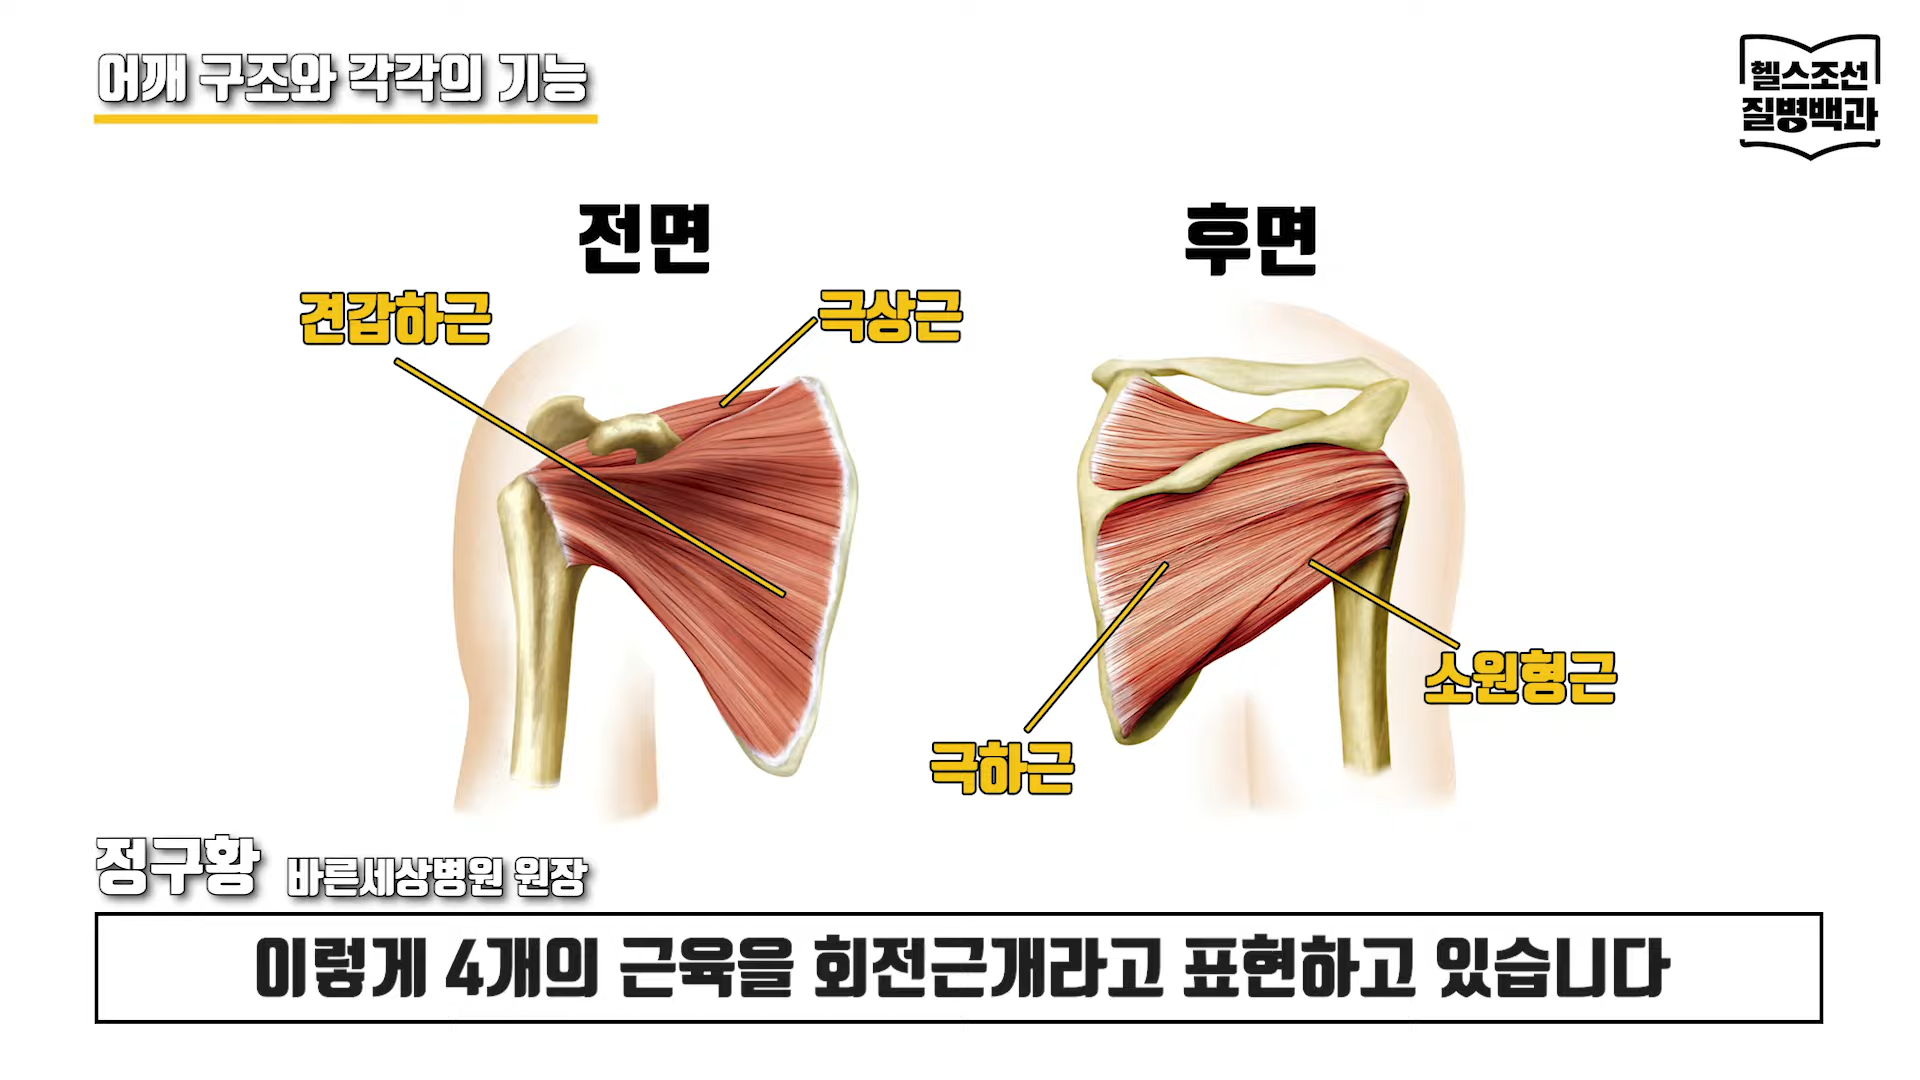 어깨 구조와 각각의 기능
헬스조선
질병백과
전면
후면
견갑하근
극상근
소원형근
극하근
정구황 바른세상병원 원장
이렇게 4개의 근육을 회전근개라고 표현하고 있습니다